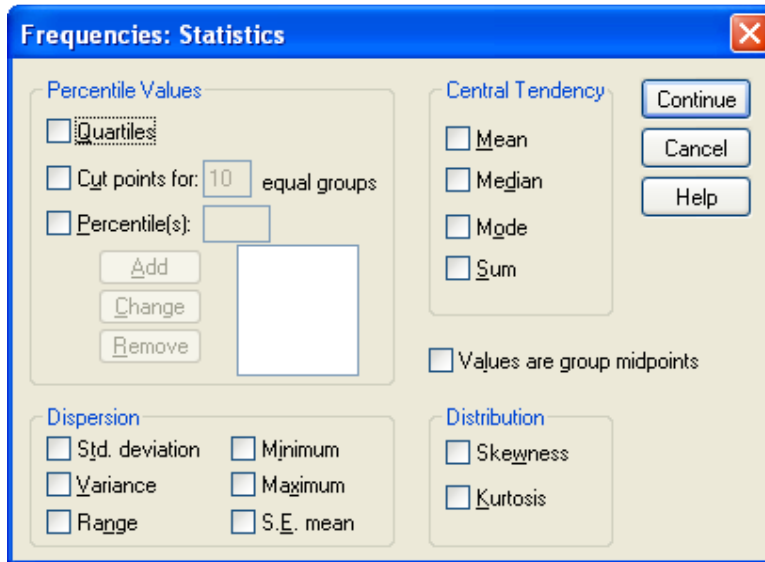 Frequencies: Statistics
Percentile Values
Quartiles
Cut points for: 10 equal groups
Percentile(s):
Add
Change
Remove
Central Tendency
Mean
Median
Mode
Sum
Continue
Cancel
Help
Values are group midpoints
Dispersion
Std. deviation Minimum
Variance Maximum
Range S.E. mean
Distribution
Skewness
Kurtosis